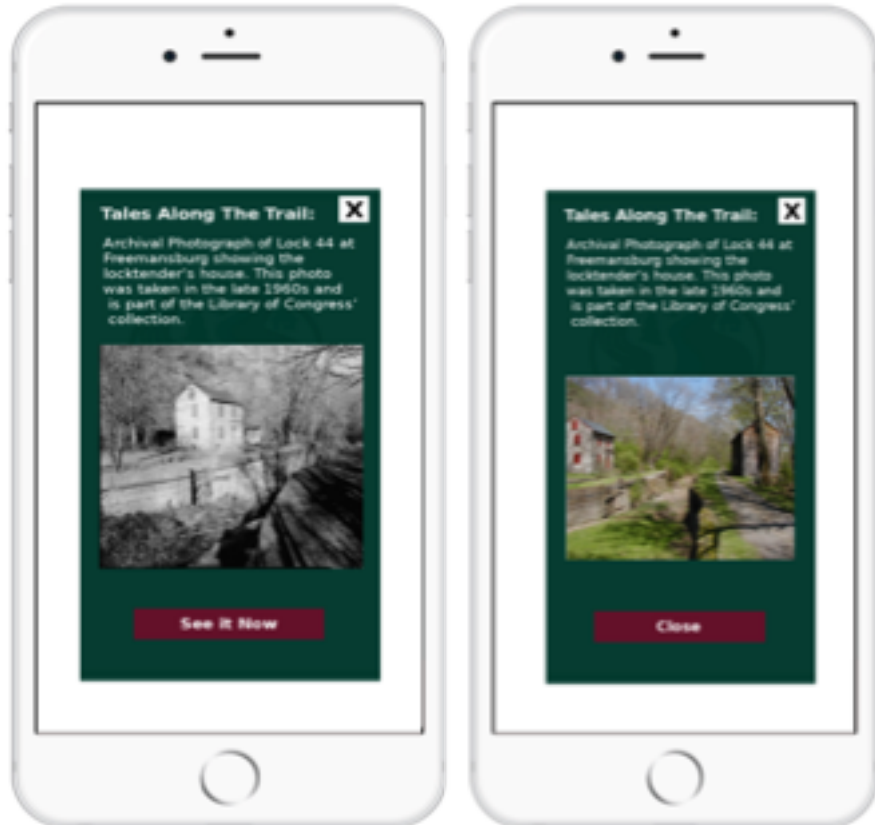 Tales Along The Trail:
X
Archival Photograph of Lock 44 at
Freemansburg showing the
locktender's house. This photo
was taken in the late 1960s and
is part of the Library of Congress'
collection.
See it Now
Tales Along The Trail:
X
Archival Photograph of Lock 44 at
Freemansburg showing the
locktender's house. This photo
was taken in the late 1960s and
is part of the Library of Congress'
collection.
Close